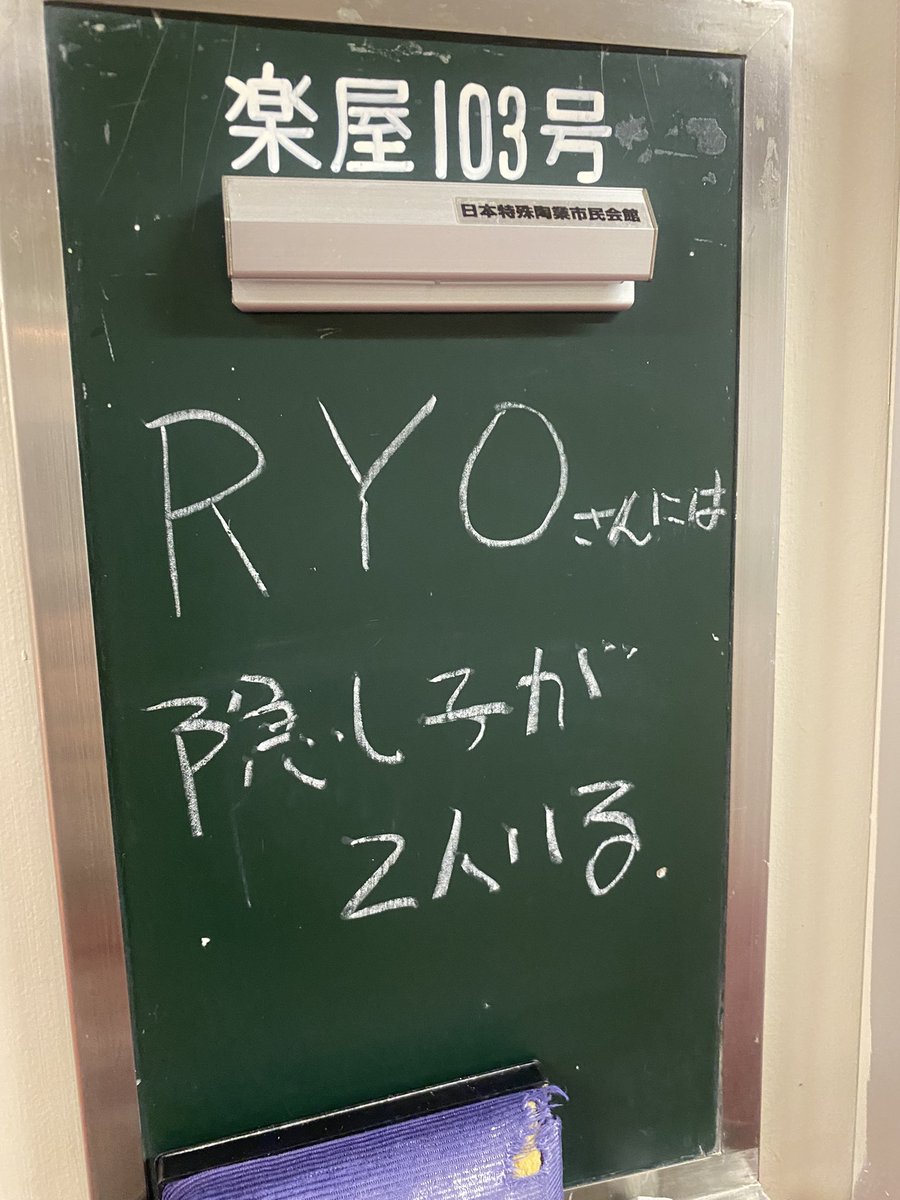 楽屋103号
日本特殊陶業市民会館
RYOさんには
隠し子が
2人いる.